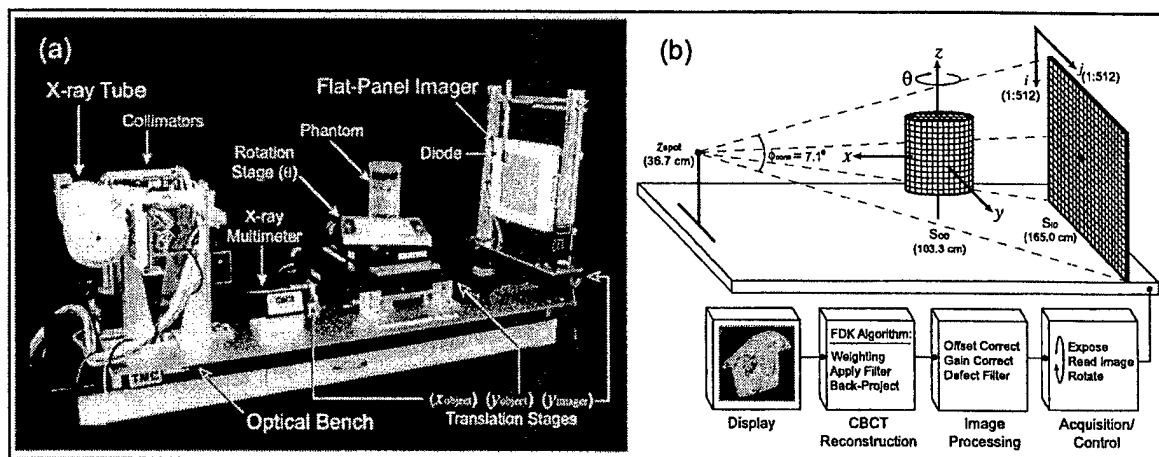 (a)
X-ray Tube
Collimators
Flat-Panel Imager
Phantom
Diode
Rotation
Stage (θ)
X-ray
Multimeter
TMC
Optical Bench
(Xobject) (yobject) (yimager)
Translation Stages
(b)
z
θ
i
(1:512)
j
(1:512)
Zspot
(36.7 cm)
ϕcone = 7.1°
x
y
SOO
(103.3 cm)
SIO
(165.0 cm)
FDK Algorithm:
Weighting
Apply Filter
Back-Project
Offset Correct
Gain Correct
Defect Filter
Expose
Read Image
Rotate
Display
CBCT
Reconstruction
Image
Processing
Acquisition/
Control